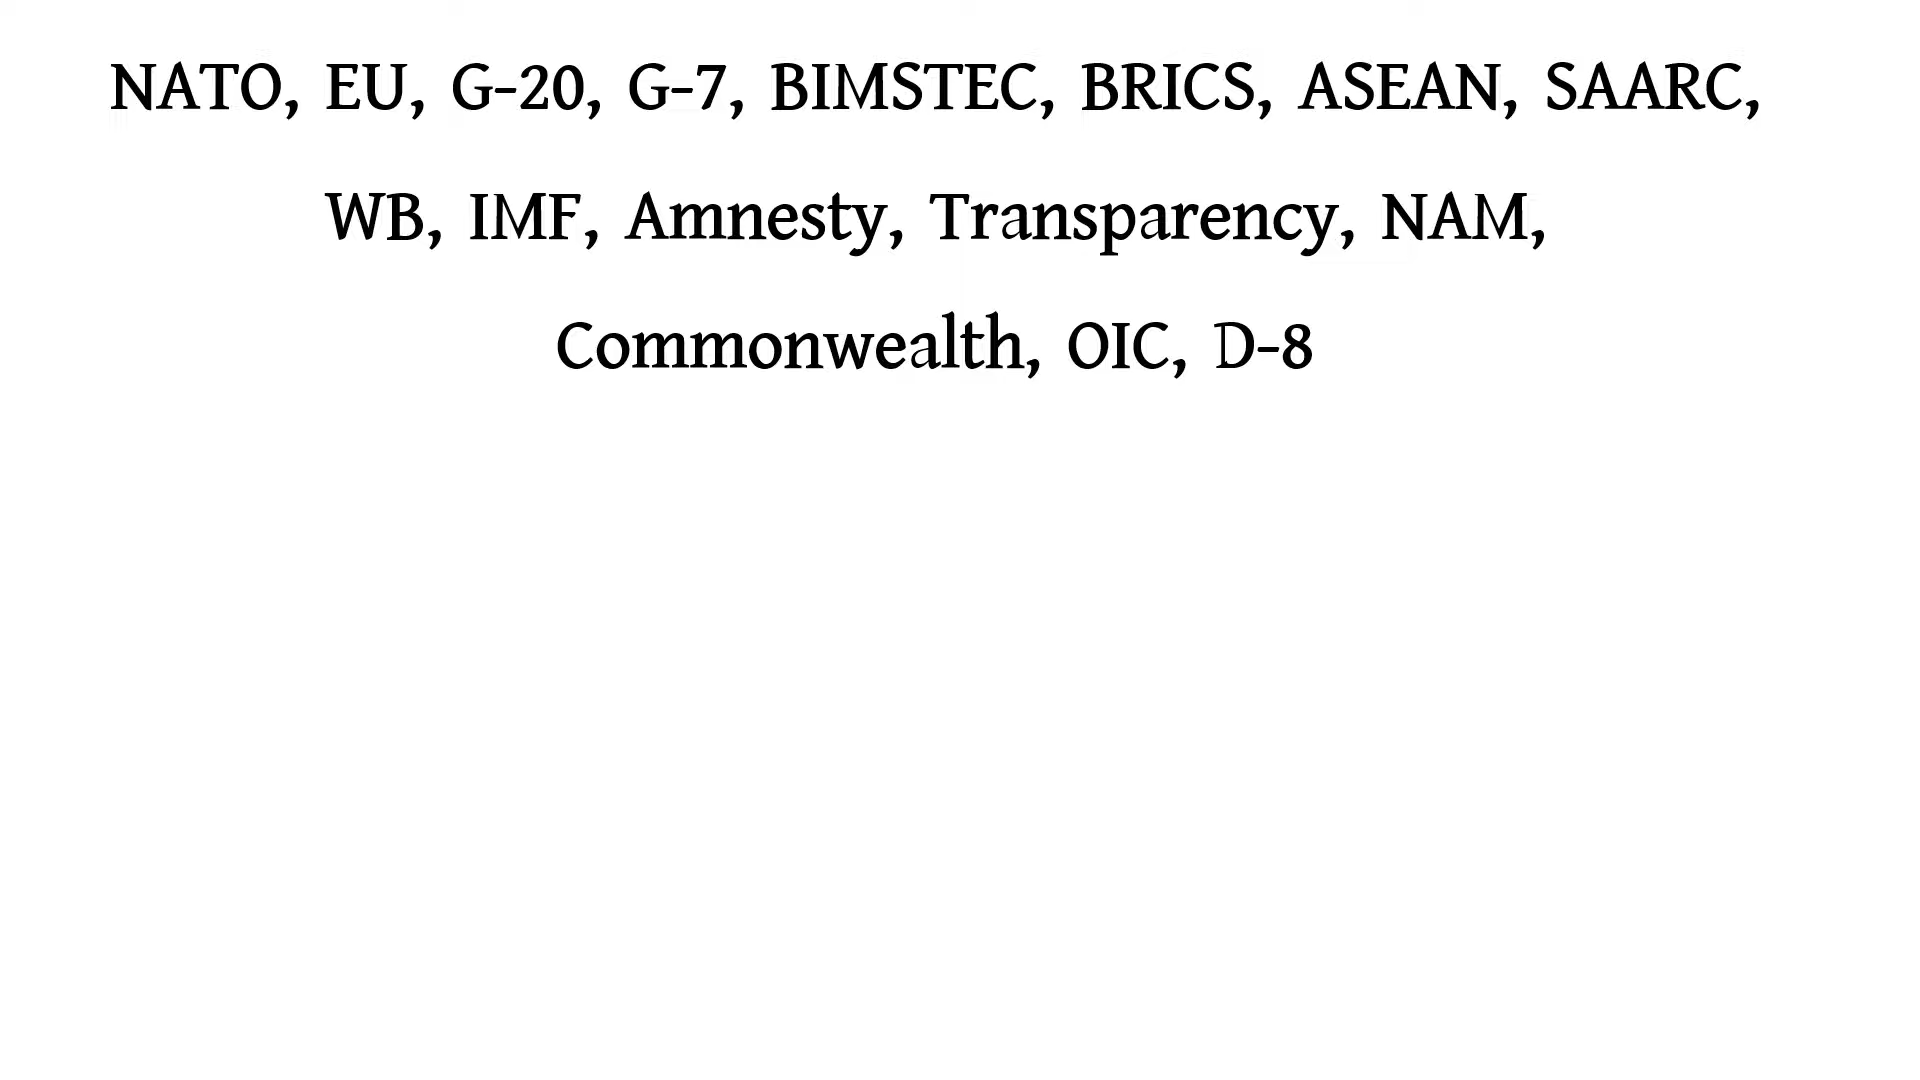 NATO, EU, G-20, G-7, BIMSTEC, BRICS, ASEAN, SAARC,
WB, IMF, Amnesty, Transparency, NAM,
Commonwealth, OIC, D-8